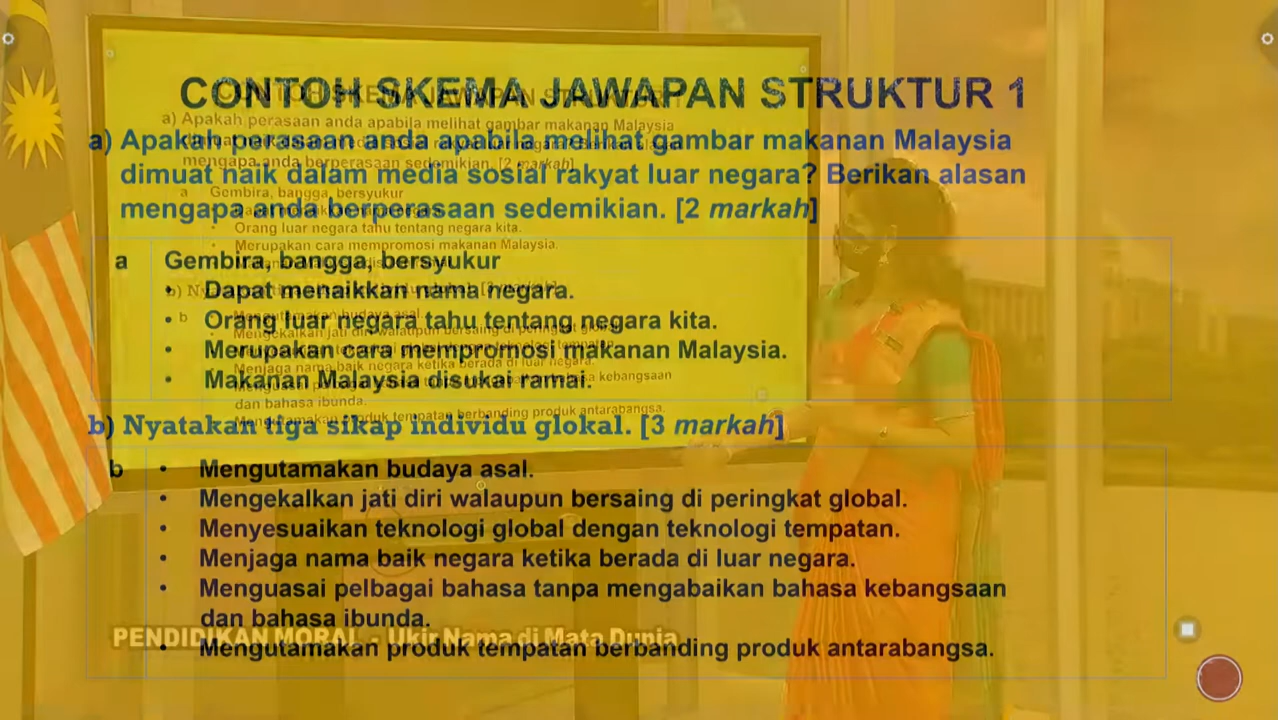 CONTOH SKEMA JAWAPAN STRUKTUR 1
a) Apakah perasaan anda apabila melihat gambar makanan Malaysia
dimuat naik dalam media sosial rakyat luar negara? Berikan alasan
mengapa anda berperasaan sedemikian. [2 markah]
a Gembira, bangga, bersyukur
• Dapat menaikkan nama negara.
• Orang luar negara tahu tentang negara kita.
• Merupakan cara mempromosi makanan Malaysia.
• Makanan Malaysia disukai ramai.
b) Nyatakan tiga sikap individu glokal. [3 markah]
b • Mengutamakan budaya asal.
• Mengekalkan jati diri walaupun bersaing di peringkat global.
• Menyesuaikan teknologi global dengan teknologi tempatan.
• Menjaga nama baik negara ketika berada di luar negara.
• Menguasai pelbagai bahasa tanpa mengabaikan bahasa kebangsaan
dan bahasa ibunda.
• Mengutamakan produk tempatan berbanding produk antarabangsa.
PENDIDIKAN MORAL - Ukir Nama di Mata Dunia